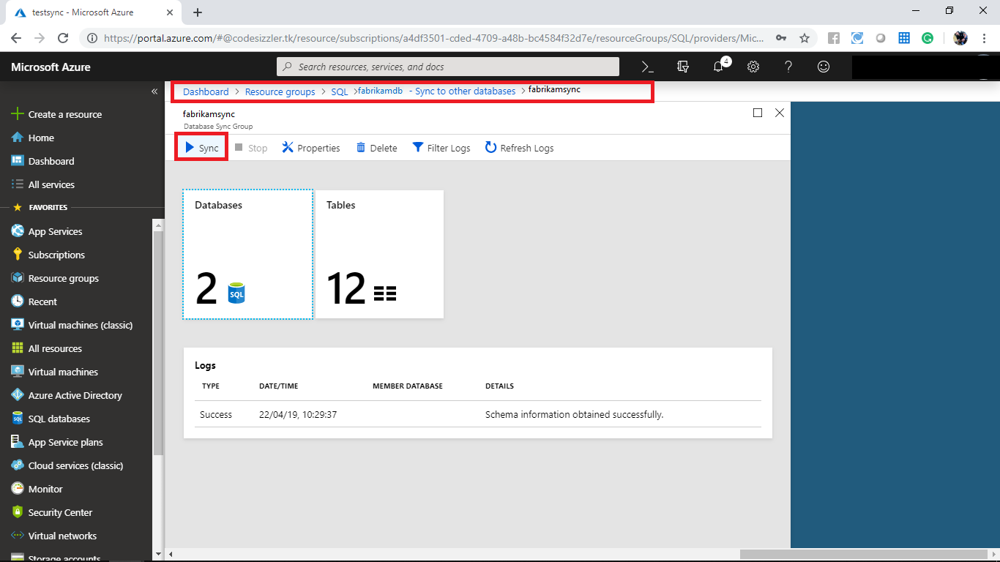 testsync - Microsoft Azure
https://portal.azure.com/#@codesizzler.tk/resource/subscriptions/a4df3501-cded-4709-a48b-bc4584f32d7e/resourceGroups/SQL/providers/Mic...
Microsoft Azure
Search resources, services, and docs
4
Dashboard > Resource groups > SQL >fabrikamdb - Sync to other databases > fabrikamsync
Create a resource
Home
Dashboard
All services
FAVORITES
App Services
Subscriptions
Resource groups
Recent
Virtual machines (classic)
All resources
Virtual machines
Azure Active Directory
SQL databases
App Service plans
Cloud services (classic)
Monitor
Security Center
Virtual networks
Storage accounts
fabrikamsync
Database Sync Group
Sync Stop Properties Delete Filter Logs Refresh Logs
Databases
2
SQL
Tables
12
Logs
TYPE DATE/TIME MEMBER DATABASE DETAILS
Success 22/04/19, 10:29:37 Schema information obtained successfully.